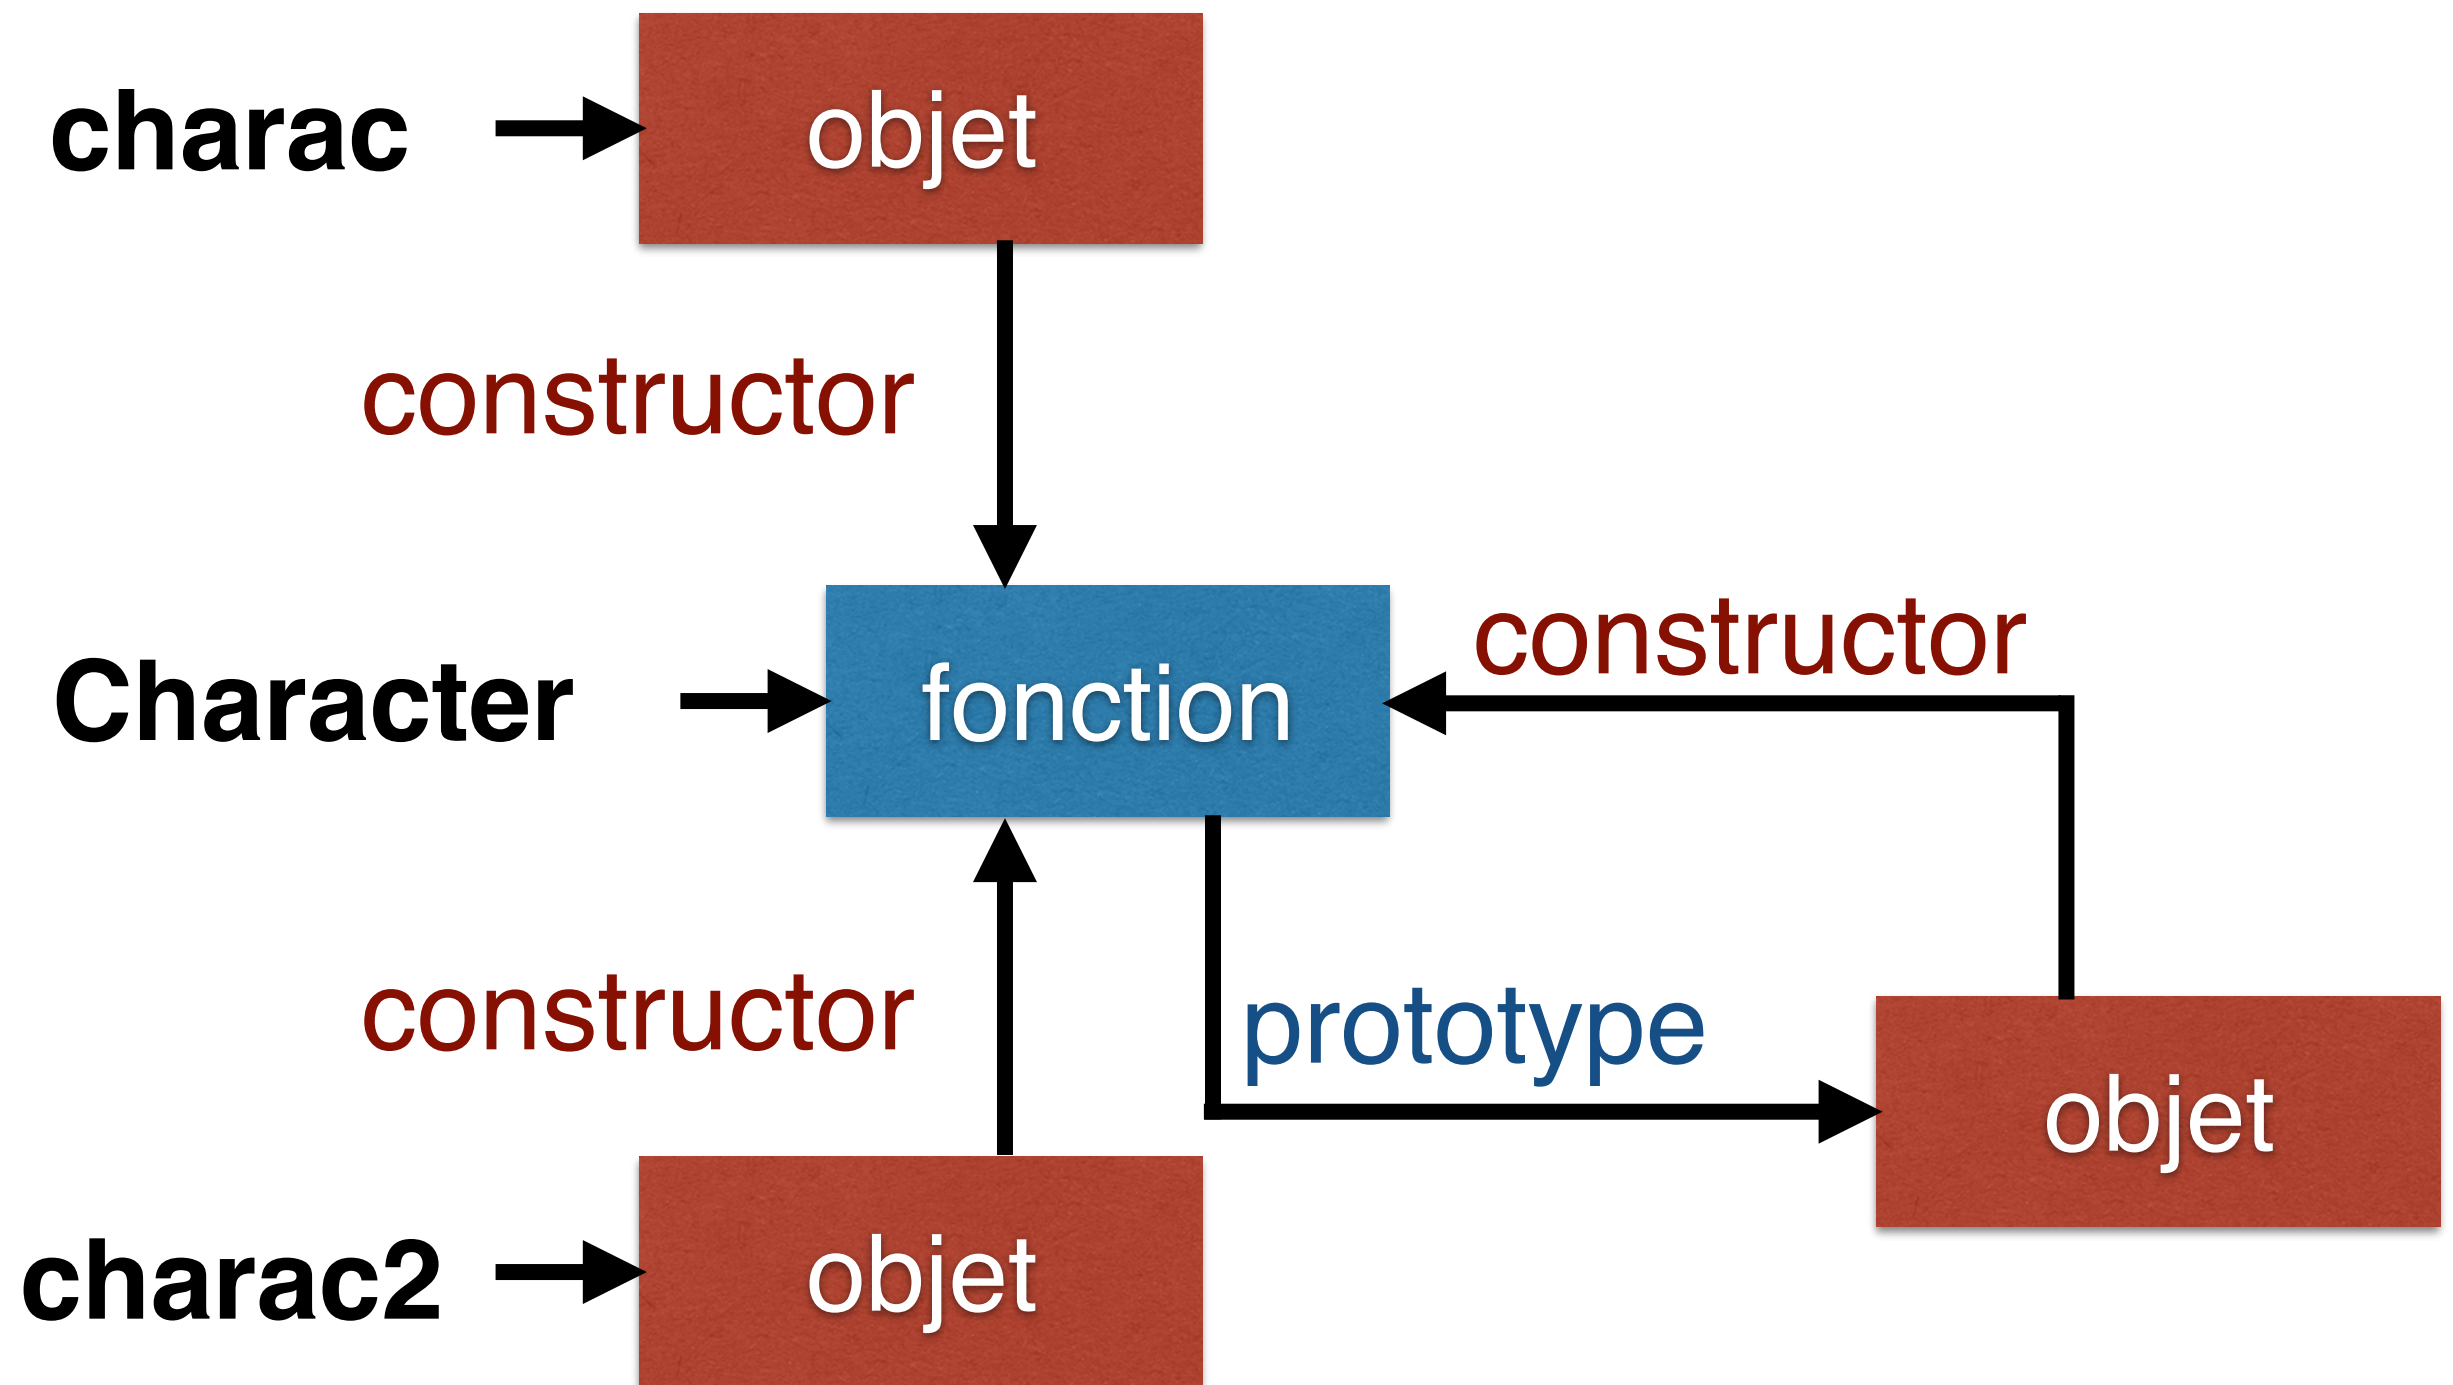 charac
objet
constructor
Character
fonction
constructor
constructor
prototype
objet
charac2
objet